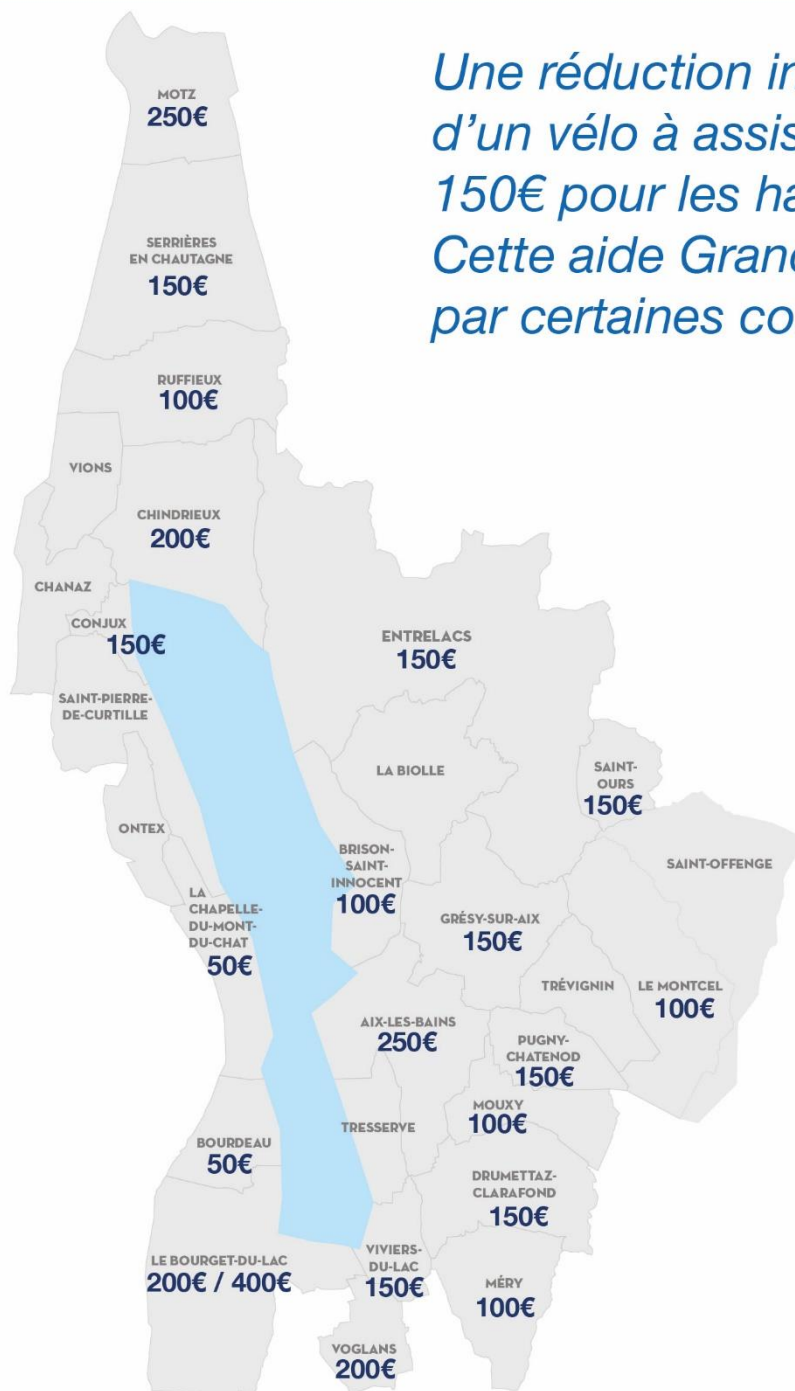 Une réduction in
d'un vélo à assis
150€ pour les ha
Cette aide Grand
par certaines co
MOTZ
250€
SERRIÈRES
EN CHAUTAGNE
150€
RUFFIEUX
100€
VIONS
CHINDRIEUX
200€
CHANAZ
CONJUX
150€
ENTRELACS
150€
SAINT-PIERRE-
DE-CURTILLE
LA BIOLLE
SAINT-
OURS
150€
ONTEX
BRISON-
SAINT-
INNOCENT
100€
SAINT-OFFENGE
LA
CHAPELLE-
DU-MONT-
DU-CHAT
50€
GRÉSY-SUR-AIX
150€
TRÉVIGNIN
LE MONTCEL
100€
AIX-LES-BAINS
250€
PUGNY-
CHATENOD
150€
MOUXY
100€
TRESSERVE
BOURDEAU
50€
DRUMETTAZ-
CLARAFOND
150€
LE BOURGET-DU-LAC
200€ / 400€
VIVIERS-
DU-LAC
150€
MÉRY
100€
VOGLANS
200€